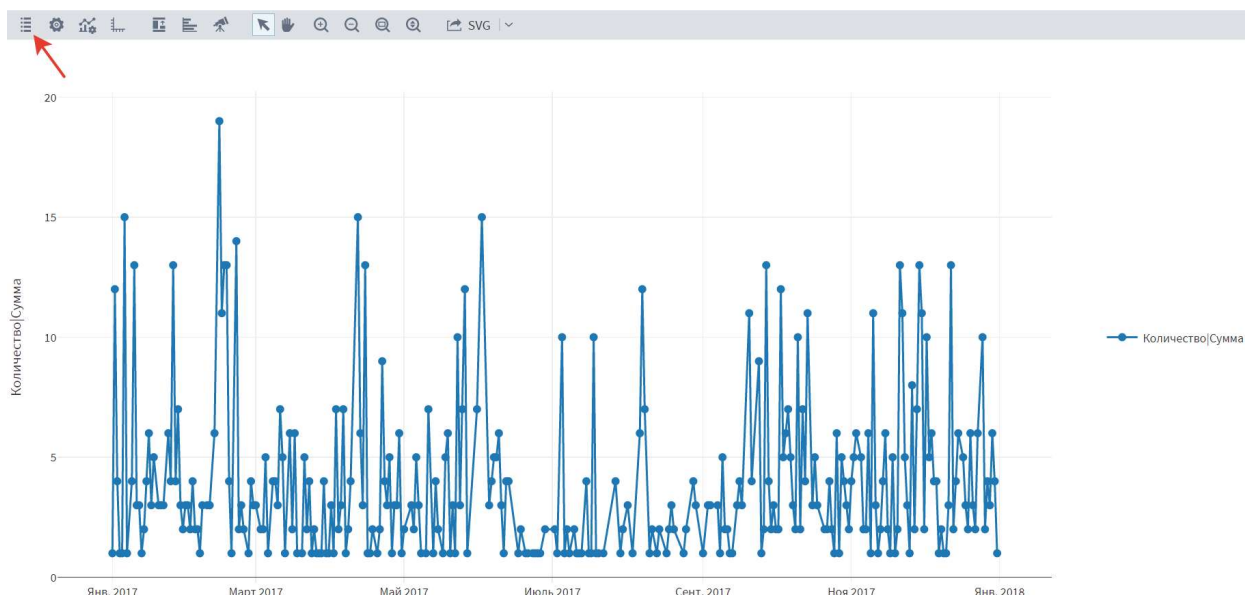 SVG
20
15
10
5
0
Количество|Сумма
Количество|Сумма
Янв. 2017
Март 2017
Май 2017
Июль 2017
Сент. 2017
Ноя 2017
Янв. 2018